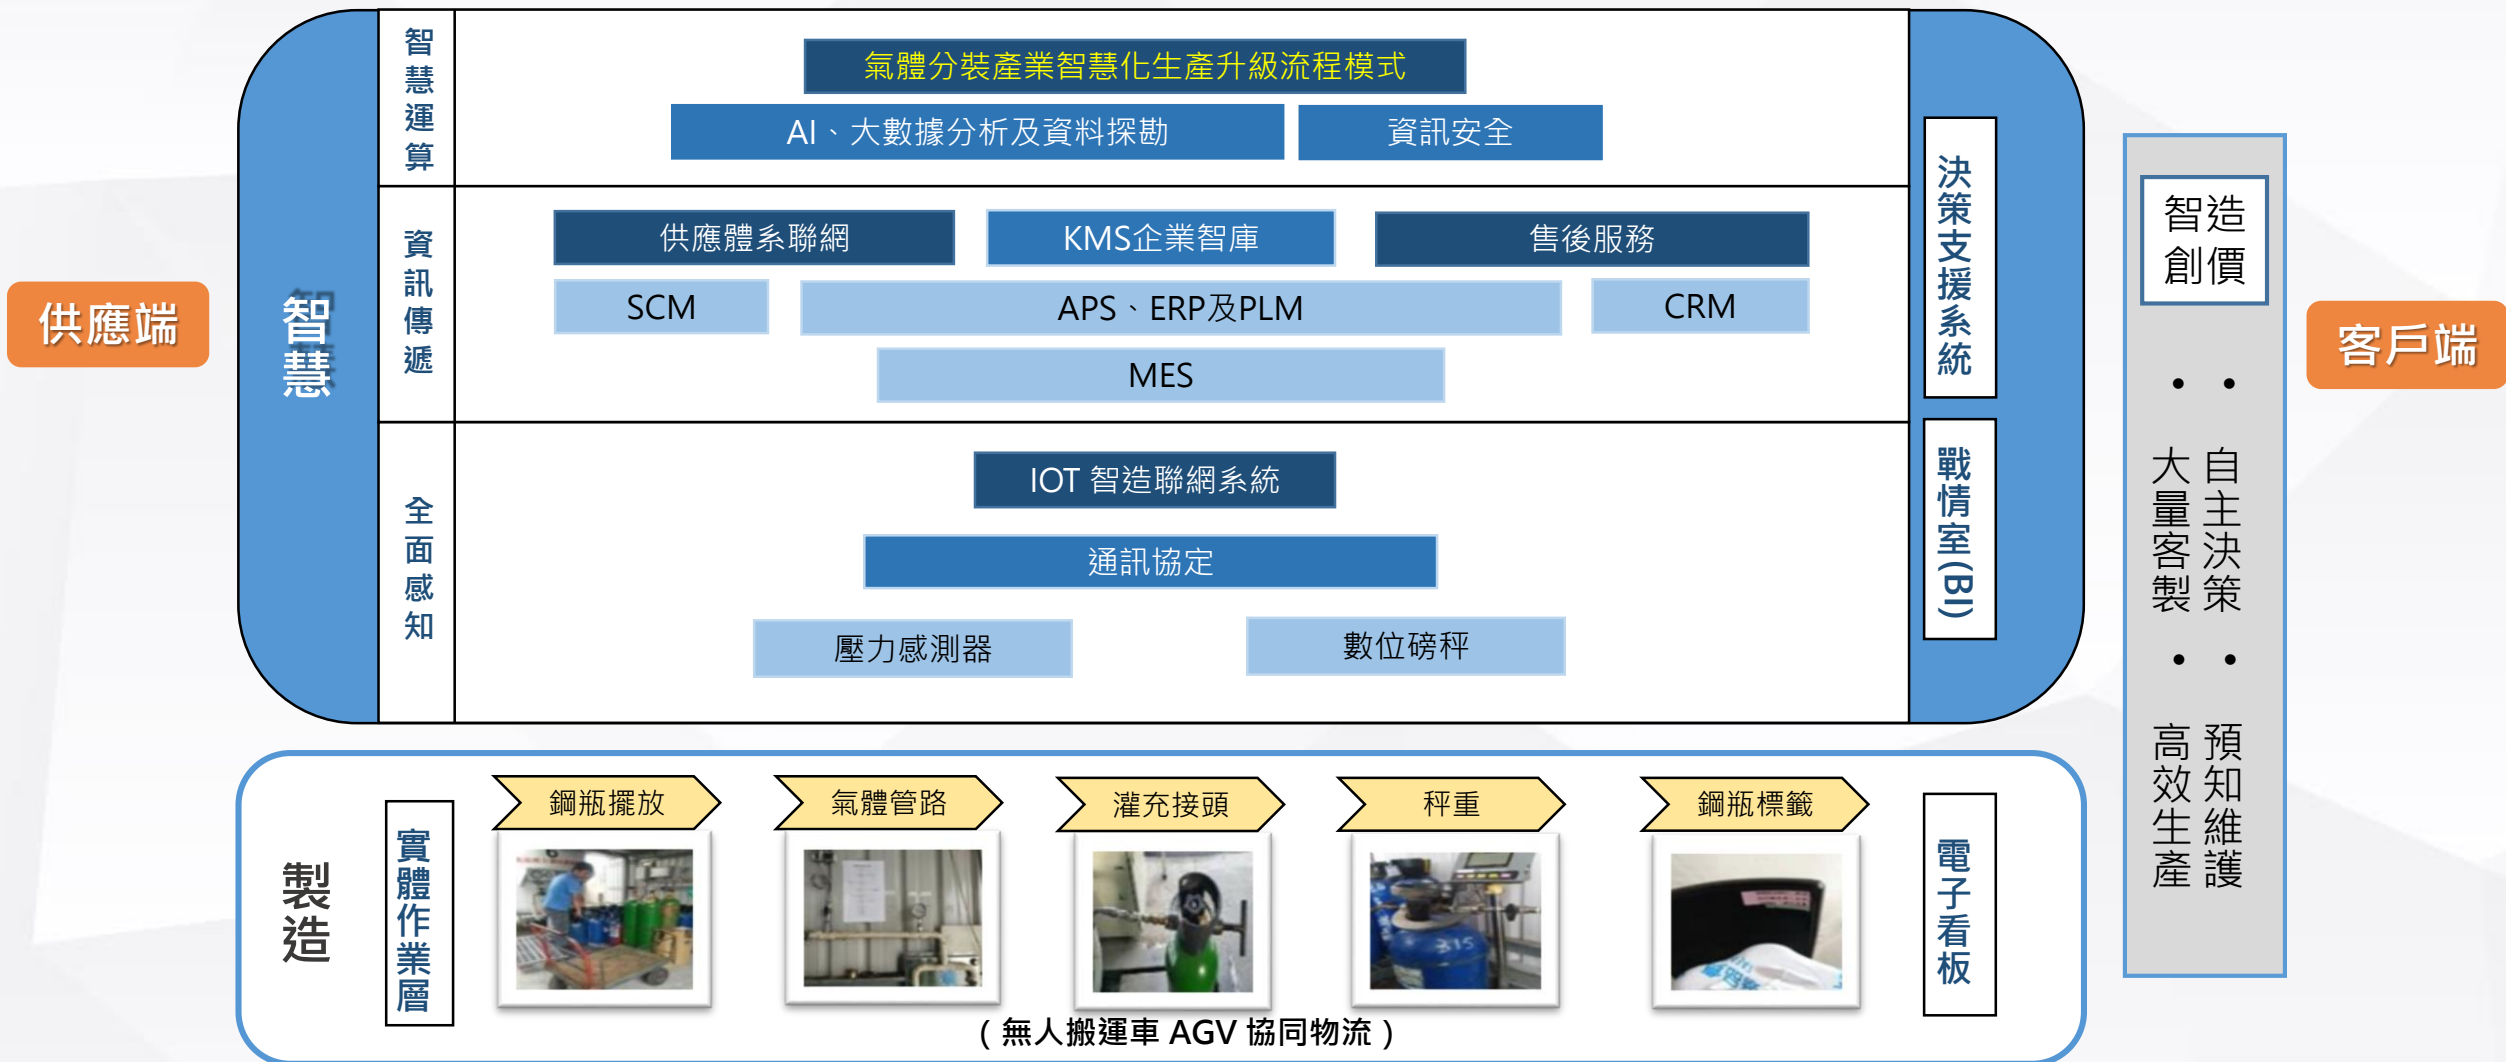 供應端
智慧
智慧運算
氣體分裝產業智慧化生產升級流程模式
AI、大數據分析及資料探勘
資訊安全
資訊傳遞
供應體系聯網
KMS企業智庫
售後服務
SCM
APS、ERP及PLM
CRM
MES
全面感知
IOT 智造聯網系統
通訊協定
壓力感測器
數位磅秤
決策支援系統
戰情室(BI)
智造
創價
• 自主決策 • 預知維護
• 大量客製 • 高效生產
客戶端
製造
實體作業層
鋼瓶擺放
氣體管路
灌充接頭
秤重
鋼瓶標籤
315
電子看板
(無人搬運車 AGV 協同物流)